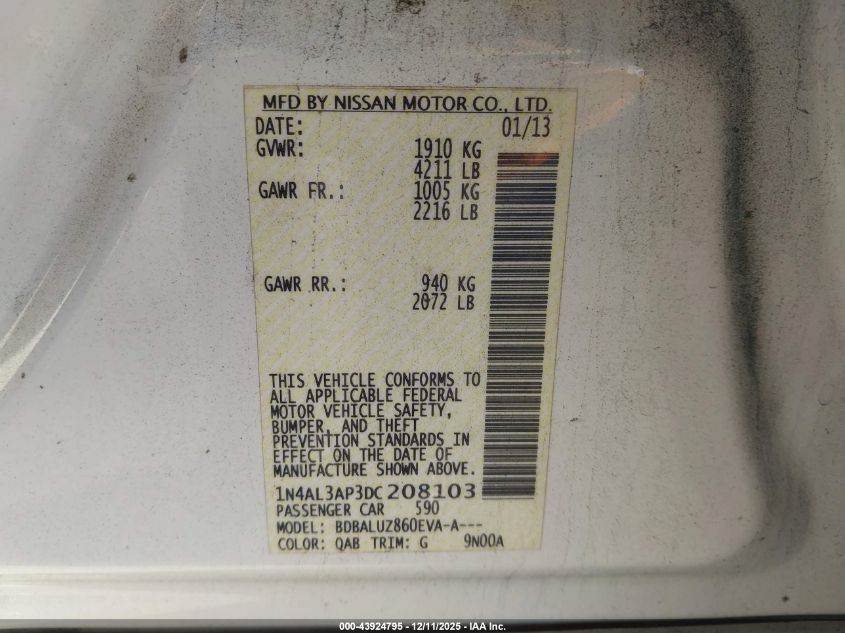 MFD BY NISSAN MOTOR CO., LTD.
DATE: 01/13
GVWR: 1910 KG
4211 LB
GAWR FR.: 1005 KG
2216 LB
GAWR RR.: 940 KG
2072 LB
THIS VEHICLE CONFORMS TO
ALL APPLICABLE FEDERAL
MOTOR VEHICLE SAFETY,
BUMPER, AND THEFT
PREVENTION STANDARDS IN
EFFECT ON THE DATE OF
MANUFACTURE SHOWN ABOVE.
1N4AL3AP3DC208103
PASSENGER CAR 590
MODEL: BDBALUZ860EVA-A---
COLOR: QAB TRIM: G 9N00A
000-43924795 - 12/11/2025 - IAA Inc.